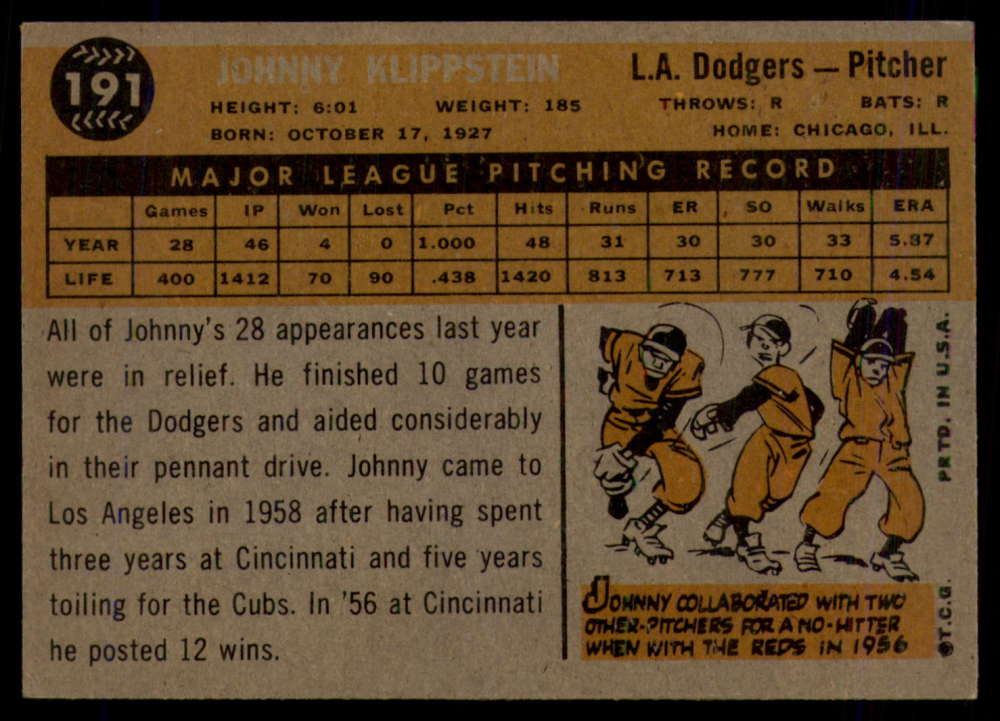 191
JOHNNY KLIPPSTEIN
L.A. Dodgers — Pitcher
HEIGHT: 6:01 WEIGHT: 185 THROWS: R BATS: R
BORN: OCTOBER 17, 1927 HOME: CHICAGO, ILL.
MAJOR LEAGUE PITCHING RECORD
Games IP Won Lost Pct Hits Runs ER SO Walks ERA
YEAR 28 46 4 0 1.000 48 31 30 30 33 5.87
LIFE 400 1412 70 90 .438 1420 813 713 777 710 4.54
All of Johnny's 28 appearances last year
were in relief. He finished 10 games
for the Dodgers and aided considerably
in their pennant drive. Johnny came to
Los Angeles in 1958 after having spent
three years at Cincinnati and five years
toiling for the Cubs. In '56 at Cincinnati
he posted 12 wins.
JOHNNY COLLABORATED WITH TWO
OTHER PITCHERS FOR A NO-HITTER
WHEN WITH THE REDS IN 1956
©T.C.G. PRTD. IN U.S.A.